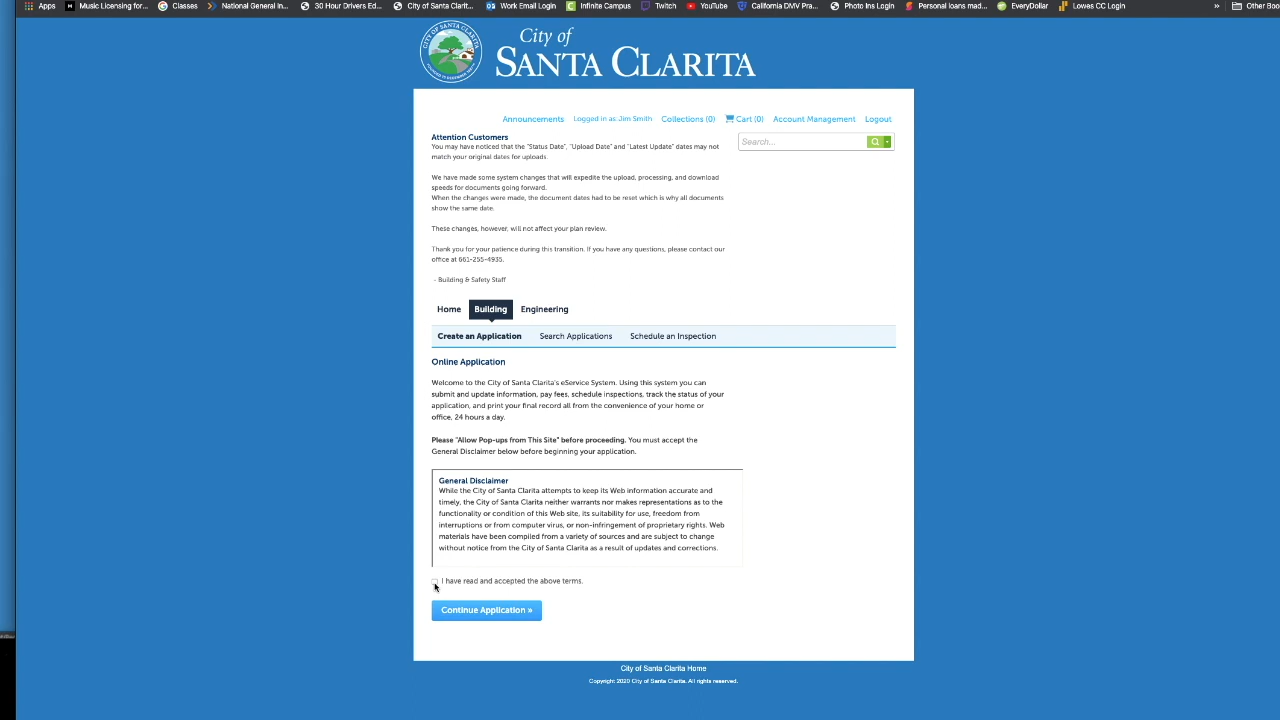 Apps
Music Licensing for...
Classes
National General In...
30 Hour Drivers Ed...
City of Santa Clarit...
Work Email Login
Infinite Campus
Twitch
YouTube
California DMV Pra...
Photo Ins Login
Personal loans mad...
EveryDollar
Lowes CC Login
»
Other Boo
City of
SANTA CLARITA
Announcements
Logged in as: Jim Smith
Collections (0)
Cart (0)
Account Management
Logout
Search...
Attention Customers
You may have noticed that the "Status Date", "Upload Date" and "Latest Update" dates may not
match your original dates for uploads.
We have made some system changes that will expedite the upload, processing, and download
speeds for documents going forward.
When the changes were made, the document dates had to be reset which is why all documents
show the same date.
These changes, however, will not affect your plan review.
Thank you for your patience during this transition. If you have any questions, please contact our
office at 661-255-4935.
- Building & Safety Staff
Home
Building
Engineering
Create an Application
Search Applications
Schedule an Inspection
Online Application
Welcome to the City of Santa Clarita's eService System. Using this system you can
submit and update information, pay fees, schedule inspections, track the status of your
application, and print your final record all from the convenience of your home or
office, 24 hours a day.
Please "Allow Pop-ups from This Site" before proceeding. You must accept the
General Disclaimer below before beginning your application.
General Disclaimer
While the City of Santa Clarita attempts to keep its Web information accurate and
timely, the City of Santa Clarita neither warrants nor makes representations as to the
functionality or condition of this Web site, its suitability for use, freedom from
interruptions or from computer virus, or non-infringement of proprietary rights. Web
materials have been compiled from a variety of sources and are subject to change
without notice from the City of Santa Clarita as a result of updates and corrections.
I have read and accepted the above terms.
Continue Application »
City of Santa Clarita Home
Copyright 2020 City of Santa Clarita. All rights reserved.